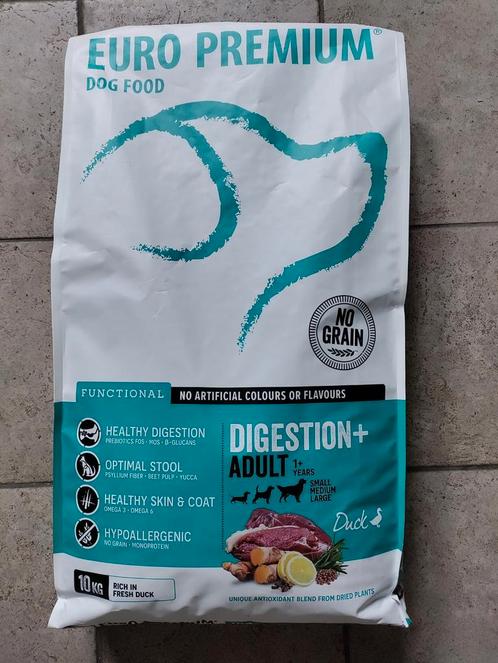 EURO PREMIUM®
DOG FOOD
NO
GRAIN
FUNCTIONAL
NO ARTIFICIAL COLOURS OR FLAVOURS
HEALTHY DIGESTION
PREBIOTICS FOS • MOS • β-GLUCANS
OPTIMAL STOOL
PSYLLIUM FIBER • BEET PULP • YUCCA
HEALTHY SKIN & COAT
OMEGA 3 • OMEGA 6
HYPOALLERGENIC
NO GRAIN • MONOPROTEIN
DIGESTION+
ADULT 1+
YEARS
SMALL
MEDIUM
LARGE
Duck
10KG
RICH IN
FRESH DUCK
UNIQUE ANTIOXIDANT BLEND FROM DRIED PLANTS